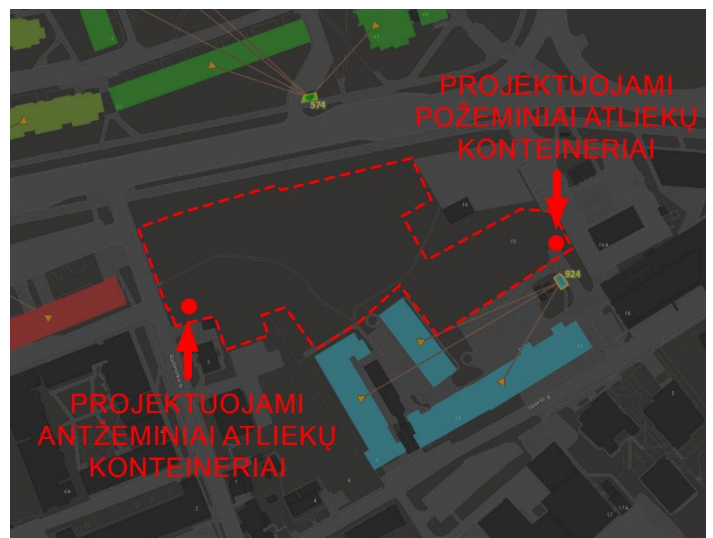 574
PROJEKTUOJAMI
POŽEMINIAI ATLIEKŲ
KONTEINERIAI
924
PROJEKTUOJAMI
ANTŽEMINIAI ATLIEKŲ
KONTEINERIAI